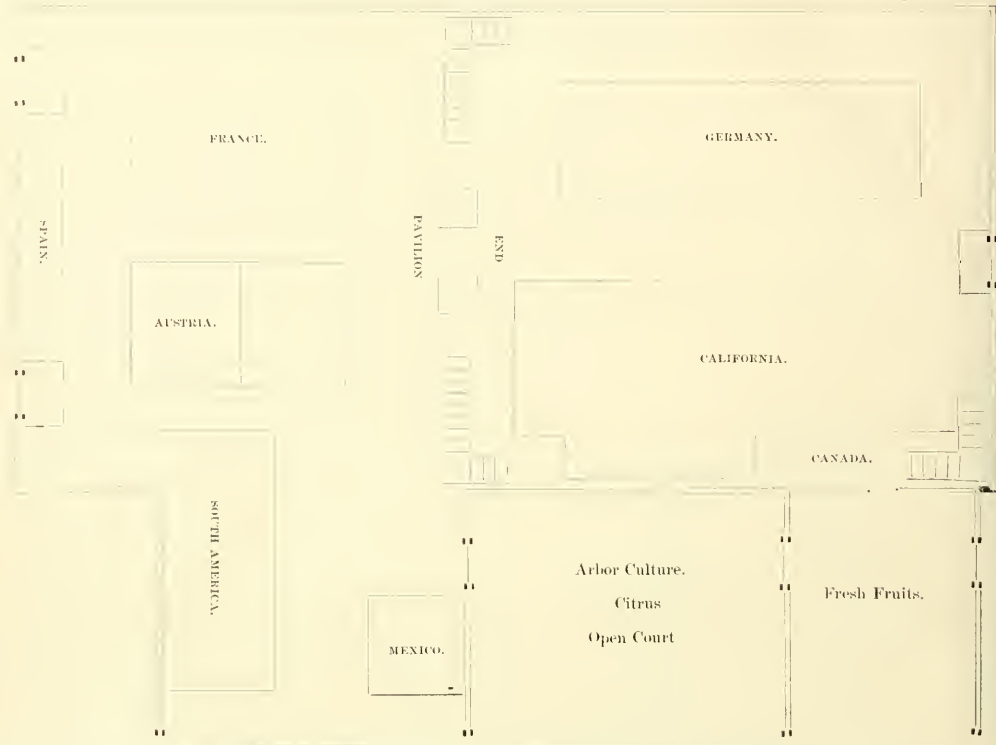 FRANCE.
GERMANY.
SPAIN.
PAVILION
END
AUSTRIA.
CALIFORNIA.
CANADA.
SOUTH AMERICA.
Arbor Culture.
Citrus
Open Court
Fresh Fruits.
MEXICO.